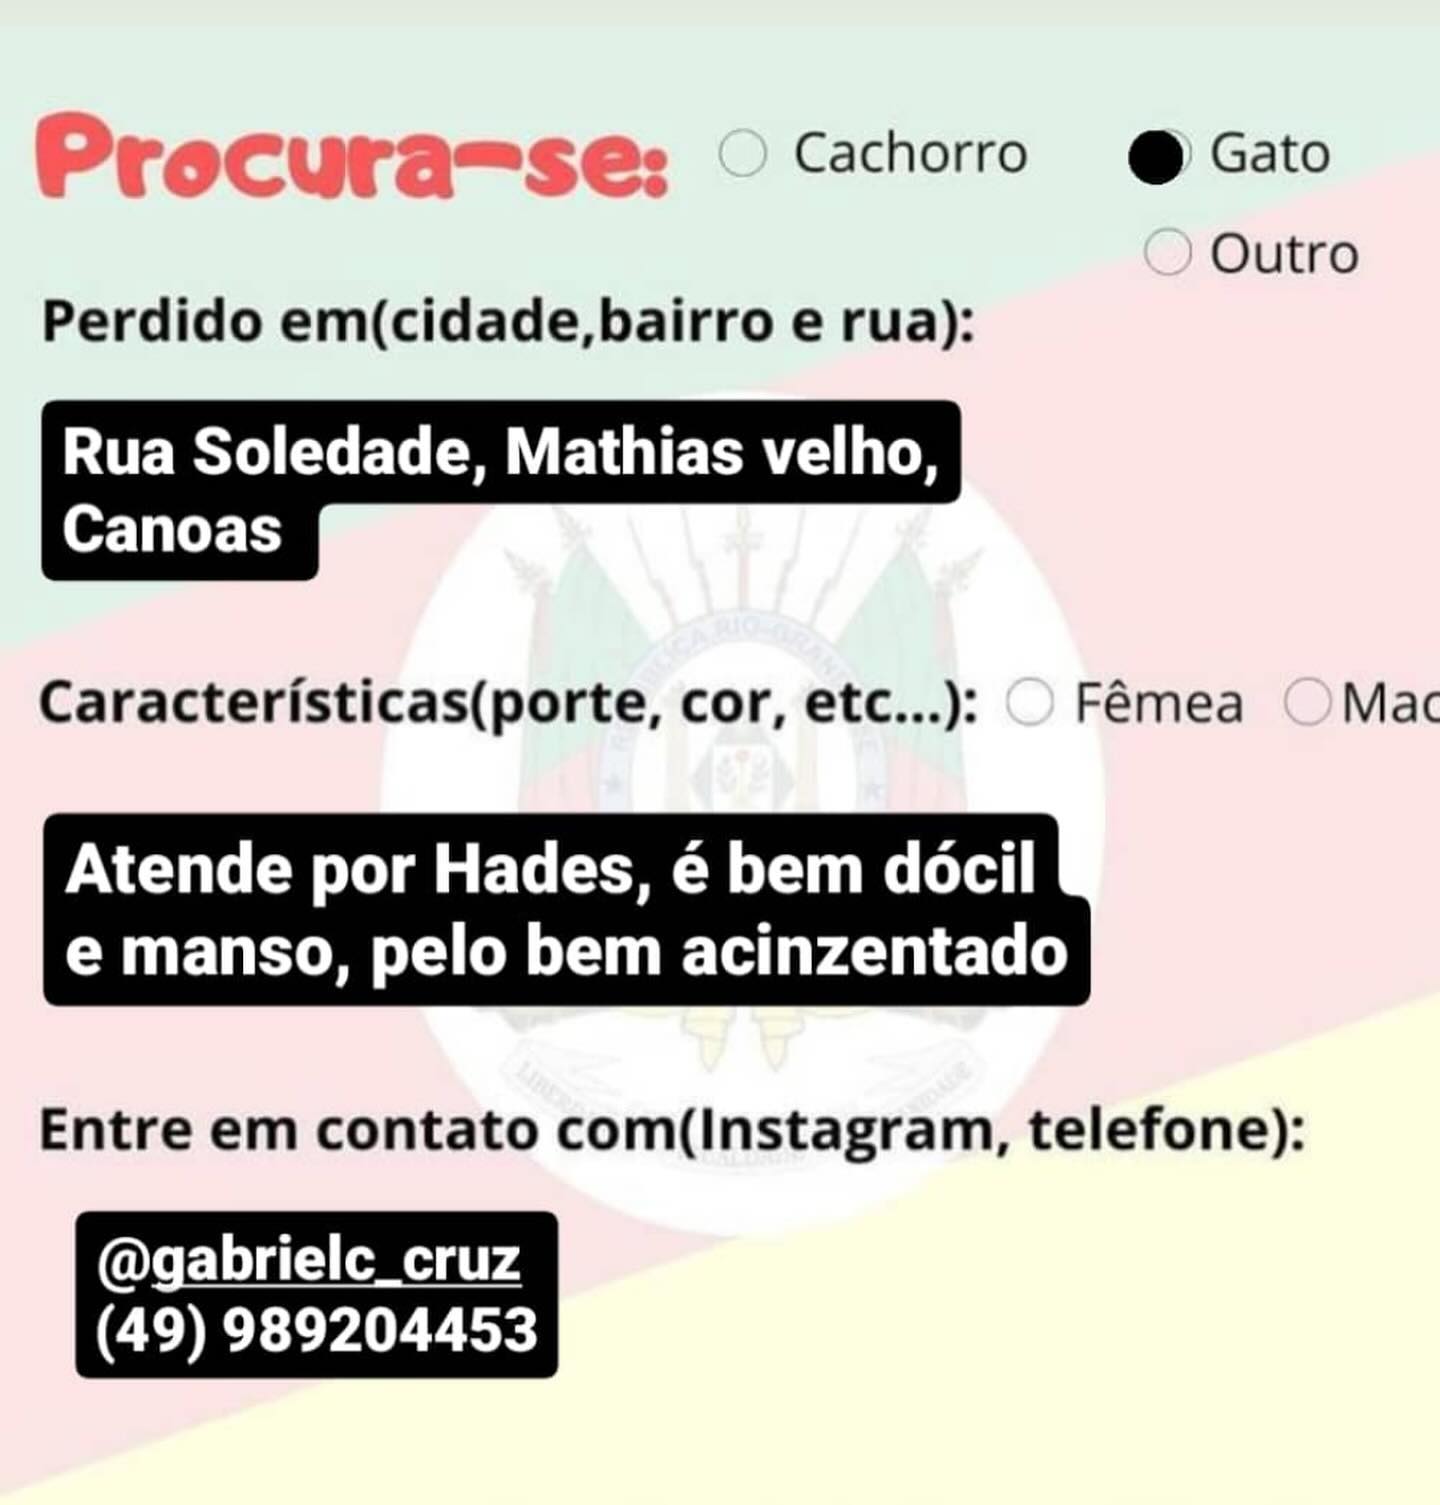 Procura-se: Cachorro Gato
Outro
Perdido em(cidade,bairro e rua):
Rua Soledade, Mathias velho,
Canoas
Características(porte, cor, etc...): Fêmea Mac
Atende por Hades, é bem dócil
e manso, pelo bem acinzentado
Entre em contato com(Instagram, telefone):
@gabrielc_cruz
(49) 989204453